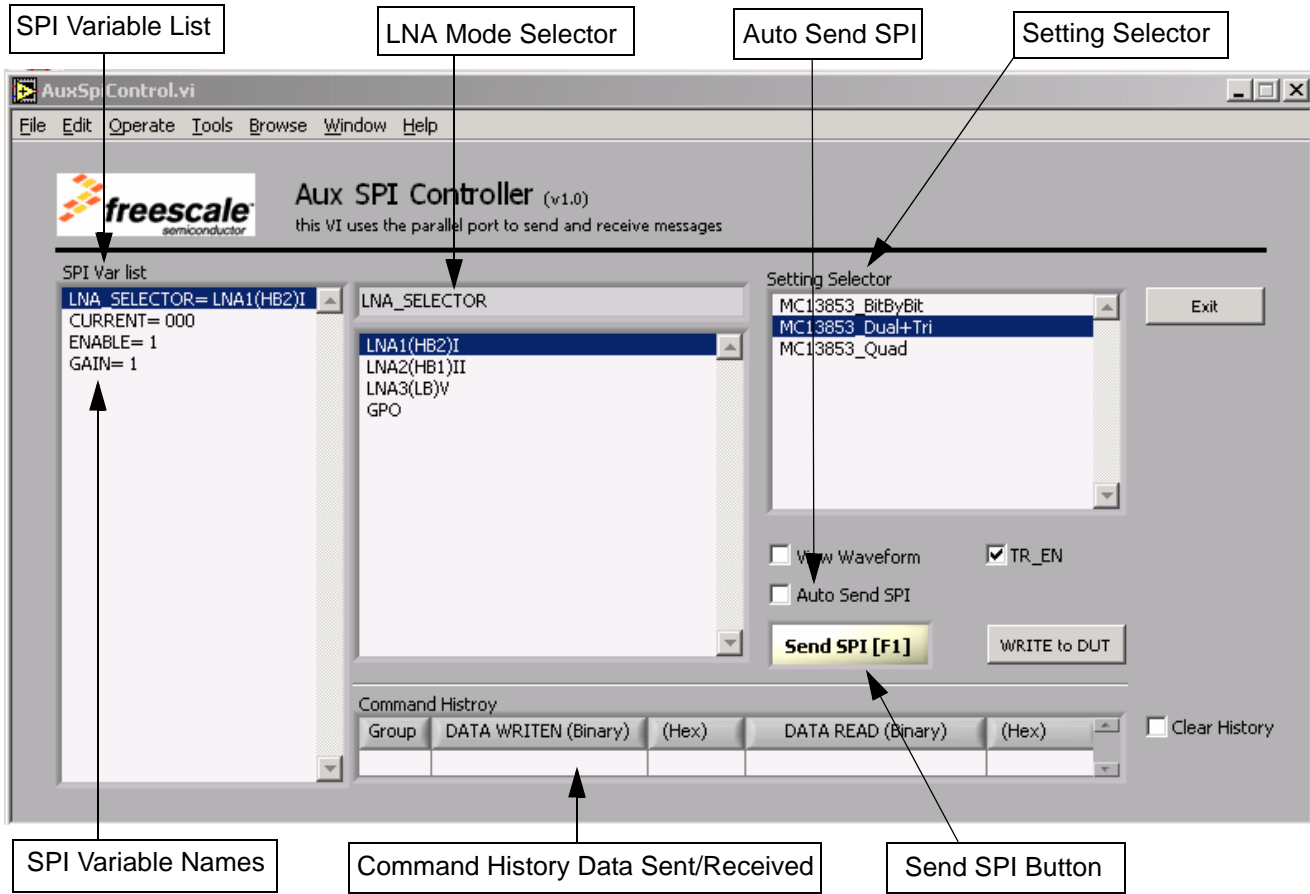 SPI Variable List
LNA Mode Selector
Auto Send SPI
Setting Selector
AuxSpiControl.vi
File Edit Operate Tools Browse Window Help
freescale
semiconductor
Aux SPI Controller (v1.0)
this VI uses the parallel port to send and receive messages
SPI Var list
LNA_SELECTOR= LNA1(HB2)I
CURRENT= 000
ENABLE= 1
GAIN= 1
LNA_SELECTOR
LNA1(HB2)I
LNA2(HB1)II
LNA3(LB)V
GPO
Setting Selector
MC13853_BitByBit
MC13853_Dual+Tri
MC13853_Quad
Exit
View Waveform
TR_EN
Auto Send SPI
Send SPI [F1]
WRITE to DUT
Command Histroy
Group DATA WRITEN (Binary) (Hex) DATA READ (Binary) (Hex)
Clear History
SPI Variable Names
Command History Data Sent/Received
Send SPI Button